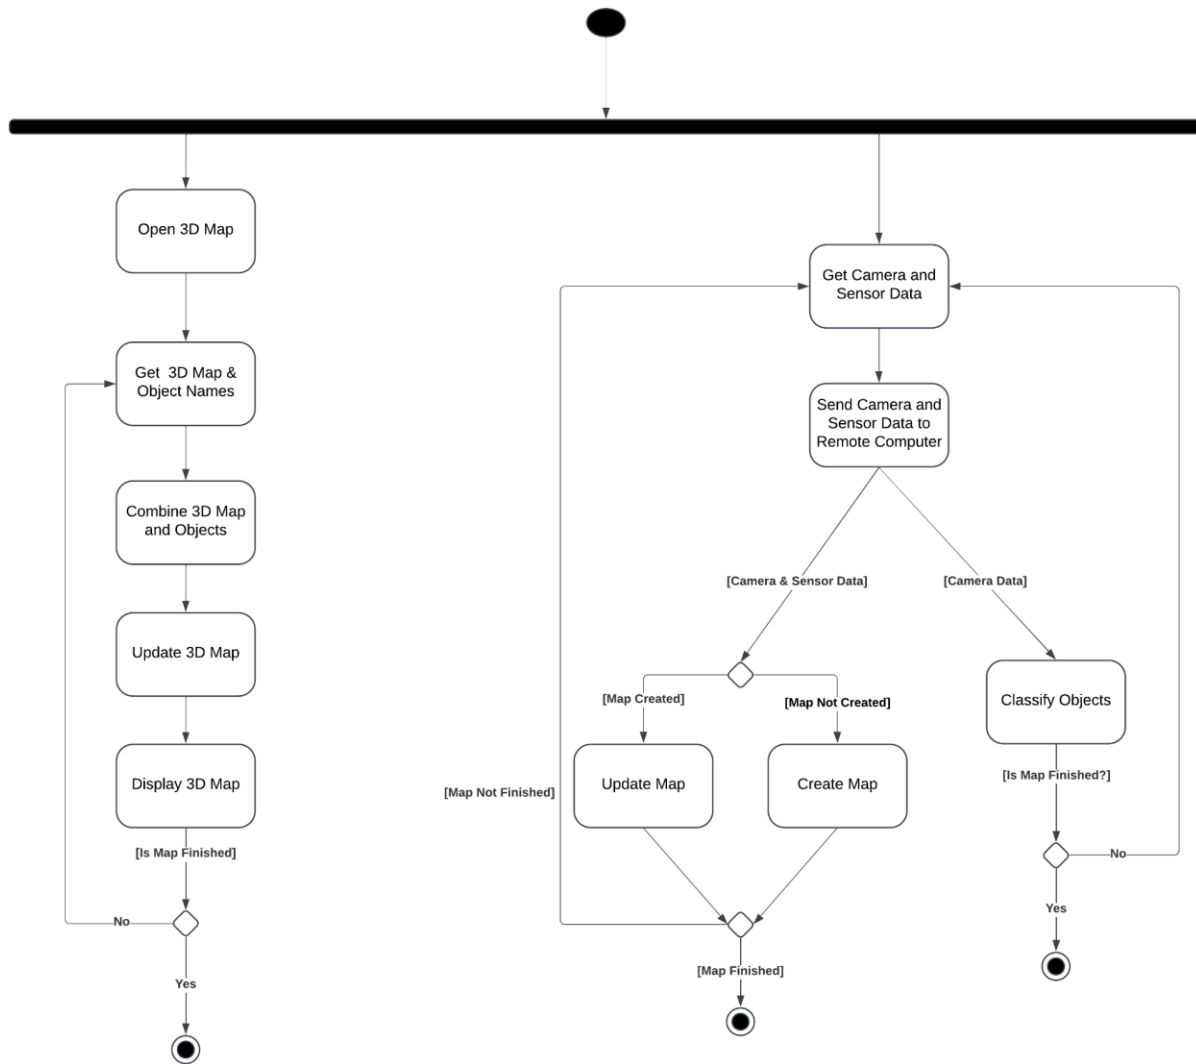 Open 3D Map
Get 3D Map &
Object Names
Combine 3D Map
and Objects
Update 3D Map
Display 3D Map
[Is Map Finished]
No
Yes
Get Camera and
Sensor Data
Send Camera and
Sensor Data to
Remote Computer
[Camera & Sensor Data]
[Camera Data]
[Map Created]
[Map Not Created]
Update Map
Create Map
[Map Not Finished]
[Map Finished]
Classify Objects
[Is Map Finished?]
No
Yes